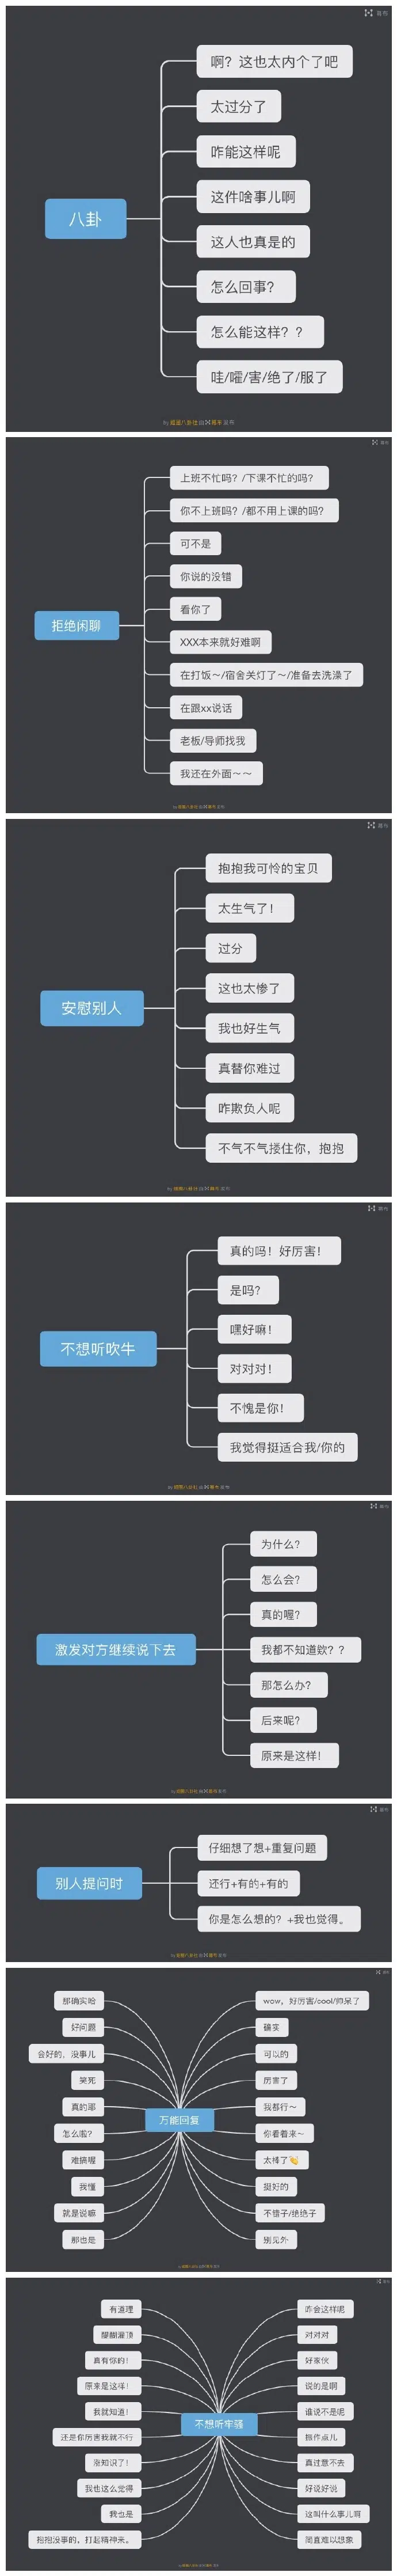 幕布
啊？这也太内个了吧
太过分了
咋能这样呢
这件啥事儿啊
八卦
这人也真是的
怎么回事？
怎么能这样？？
哇/嚯/害/绝了/服了
幕布
上班不忙吗？/下课不忙的吗？
你不上班吗？/都不用上课的吗？
可不是
你说的没错
看你了
拒绝闲聊
XXX本来就好难啊
在打饭～/宿舍关灯了～/准备去洗澡了
在跟xx说话
老板/导师找我
我还在外面～～
幕布
抱抱我可怜的宝贝
太生气了！
过分
这也太惨了
安慰别人
我也好生气
真替你难过
咋欺负人呢
不气不气搂住你，抱抱
幕布
真的吗！好厉害！
是吗？
嘿好嘛！
不想听吹牛
对对对！
不愧是你！
我觉得挺适合我/你的
幕布
为什么？
怎么会？
真的喔？
激发对方继续说下去
我都不知道欸？？
那怎么办？
后来呢？
原来是这样！
幕布
仔细想了想+重复问题
别人提问时
还行+有的+有的
你是怎么想的？+我也觉得。
幕布
那确实哈
好问题
会好的，没事儿
笑死
真的耶
怎么啦？
难搞喔
我懂
就是说嘛
那也是
万能回复
wow，好厉害/cool/帅呆了
确实
可以的
厉害了
我都行～
你看着来～
太棒了👏
挺好的
不错子/绝绝子
别见外
幕布
有道理
醍醐灌顶
真有你的！
原来是这样！
我就知道！
还是你厉害我就不行
涨知识了！
我也这么觉得
我也是
抱抱没事的，打起精神来。
不想听牢骚
咋会这样呢
对对对
好家伙
说的是啊
谁说不是呢
振作点儿
真过意不去
好说好说
这叫什么事儿啊
简直难以想象